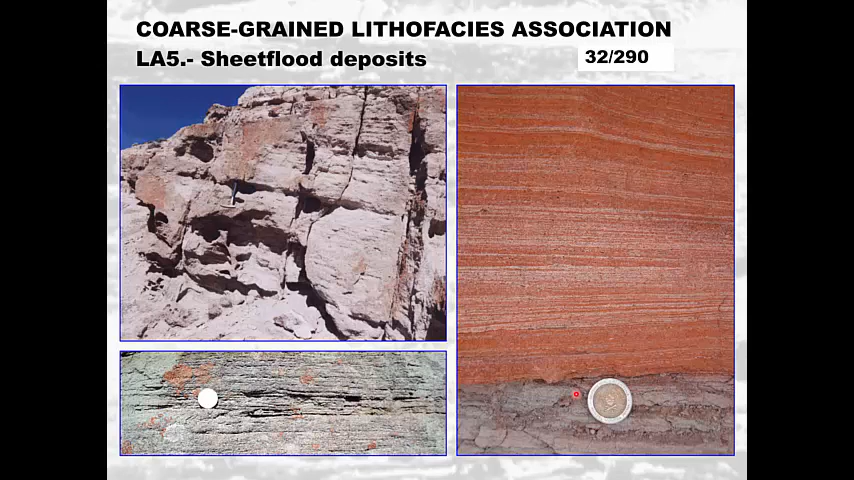 COARSE-GRAINED LITHOFACIES ASSOCIATION
LA5.- Sheetflood deposits
32/290